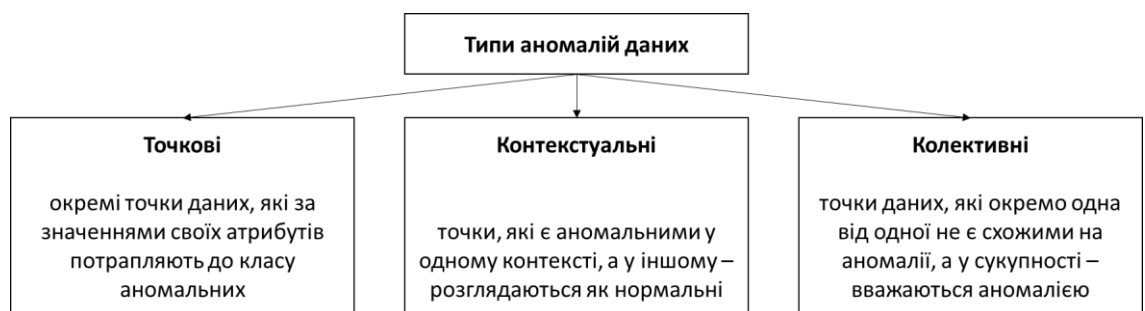 Типи аномалій даних
Точкові
окремі точки даних, які за
значеннями своїх атрибутів
потрапляють до класу
аномальних
Контекстуальні
точки, які є аномальними у
одному контексті, а у іншому –
розглядаються як нормальні
Колективні
точки даних, які окремо одна
від одної не є схожими на
аномалії, а у сукупності –
вважаються аномалією